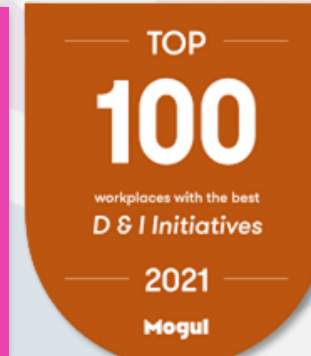 TOP
100
workplaces with the best
D & I Initiatives
2021
Mogul